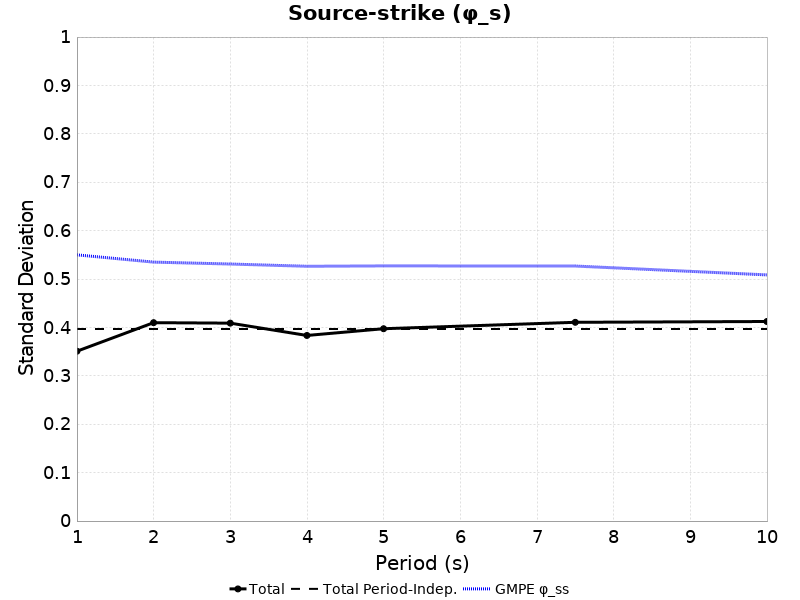 Source-strike (φ_s)
1
0.9
0.8
0.7
0.6
0.5
0.4
0.3
0.2
0.1
0
Standard Deviation
1 2 3 4 5 6 7 8 9 10
Period (s)
Total Total Period-Indep. GMPE φ_ss